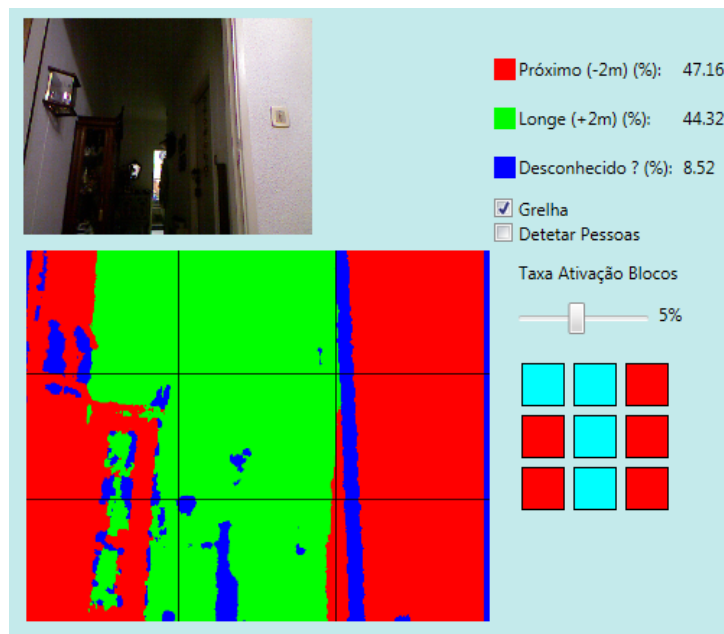 Próximo (-2m) (%): 47.16
Longe (+2m) (%): 44.32
Desconhecido ? (%): 8.52
Grelha
Detetar Pessoas
Taxa Ativação Blocos
5%